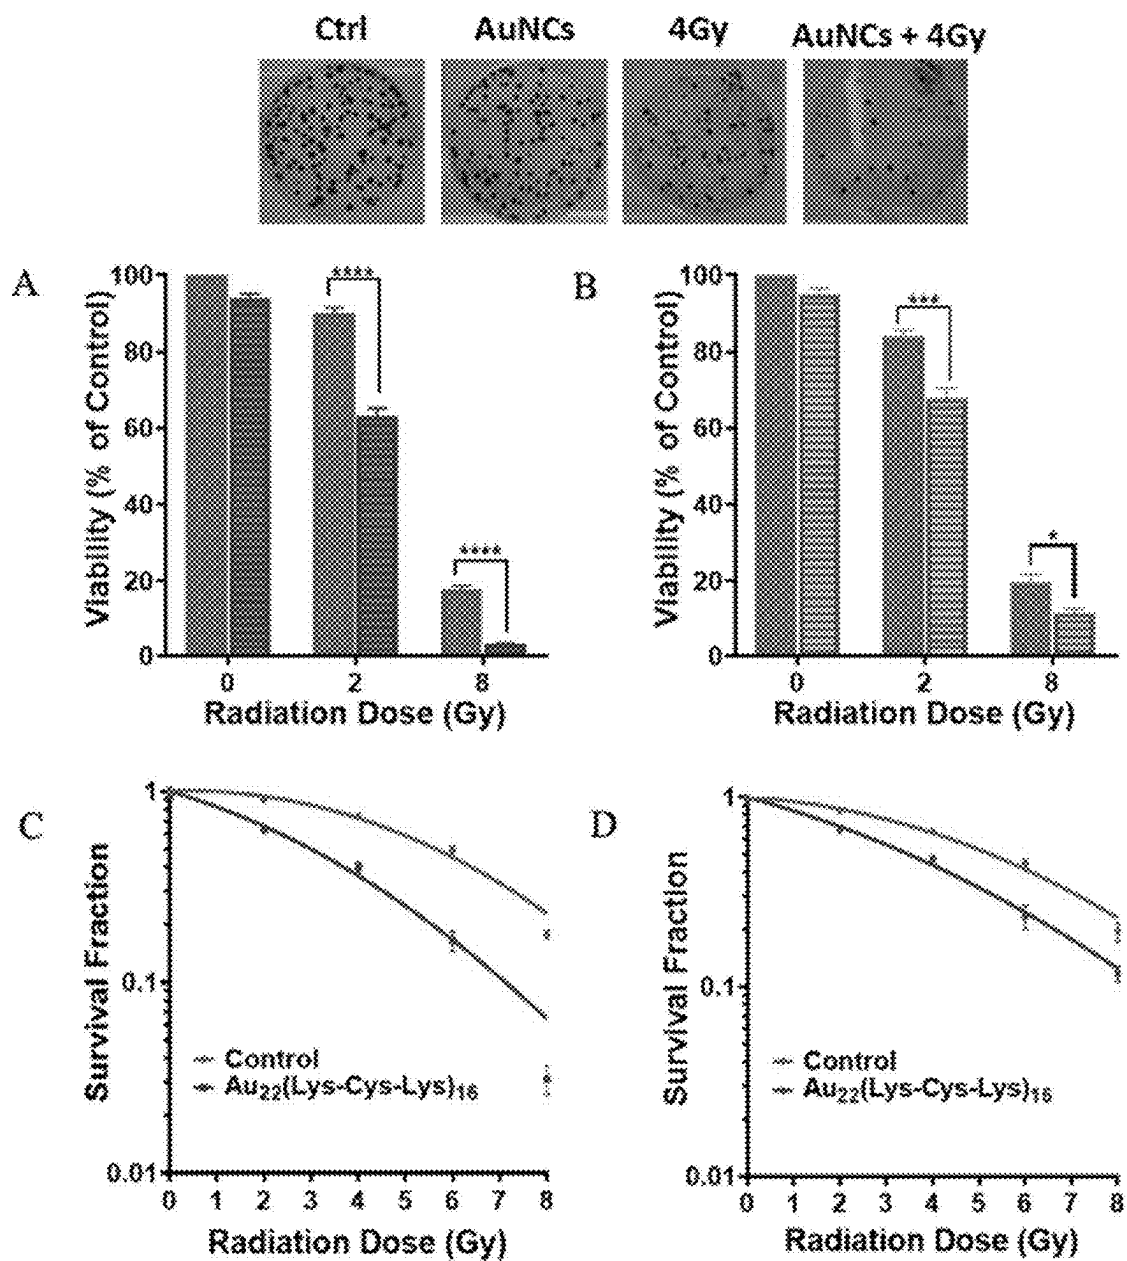 Ctrl AuNCs 4Gy AuNCs + 4Gy
A
Viability (% of Control)
100
80
60
40
20
0
****
****
0 2 8
Radiation Dose (Gy)
B
Viability (% of Control)
100
80
60
40
20
0
***
*
0 2 8
Radiation Dose (Gy)
C
Survival Fraction
1
0.1
0.01
Control
Au22(Lys-Cys-Lys)16
0 1 2 3 4 5 6 7 8
Radiation Dose (Gy)
D
Survival Fraction
1
0.1
0.01
Control
Au22(Lys-Cys-Lys)16
0 1 2 3 4 5 6 7 8
Radiation Dose (Gy)